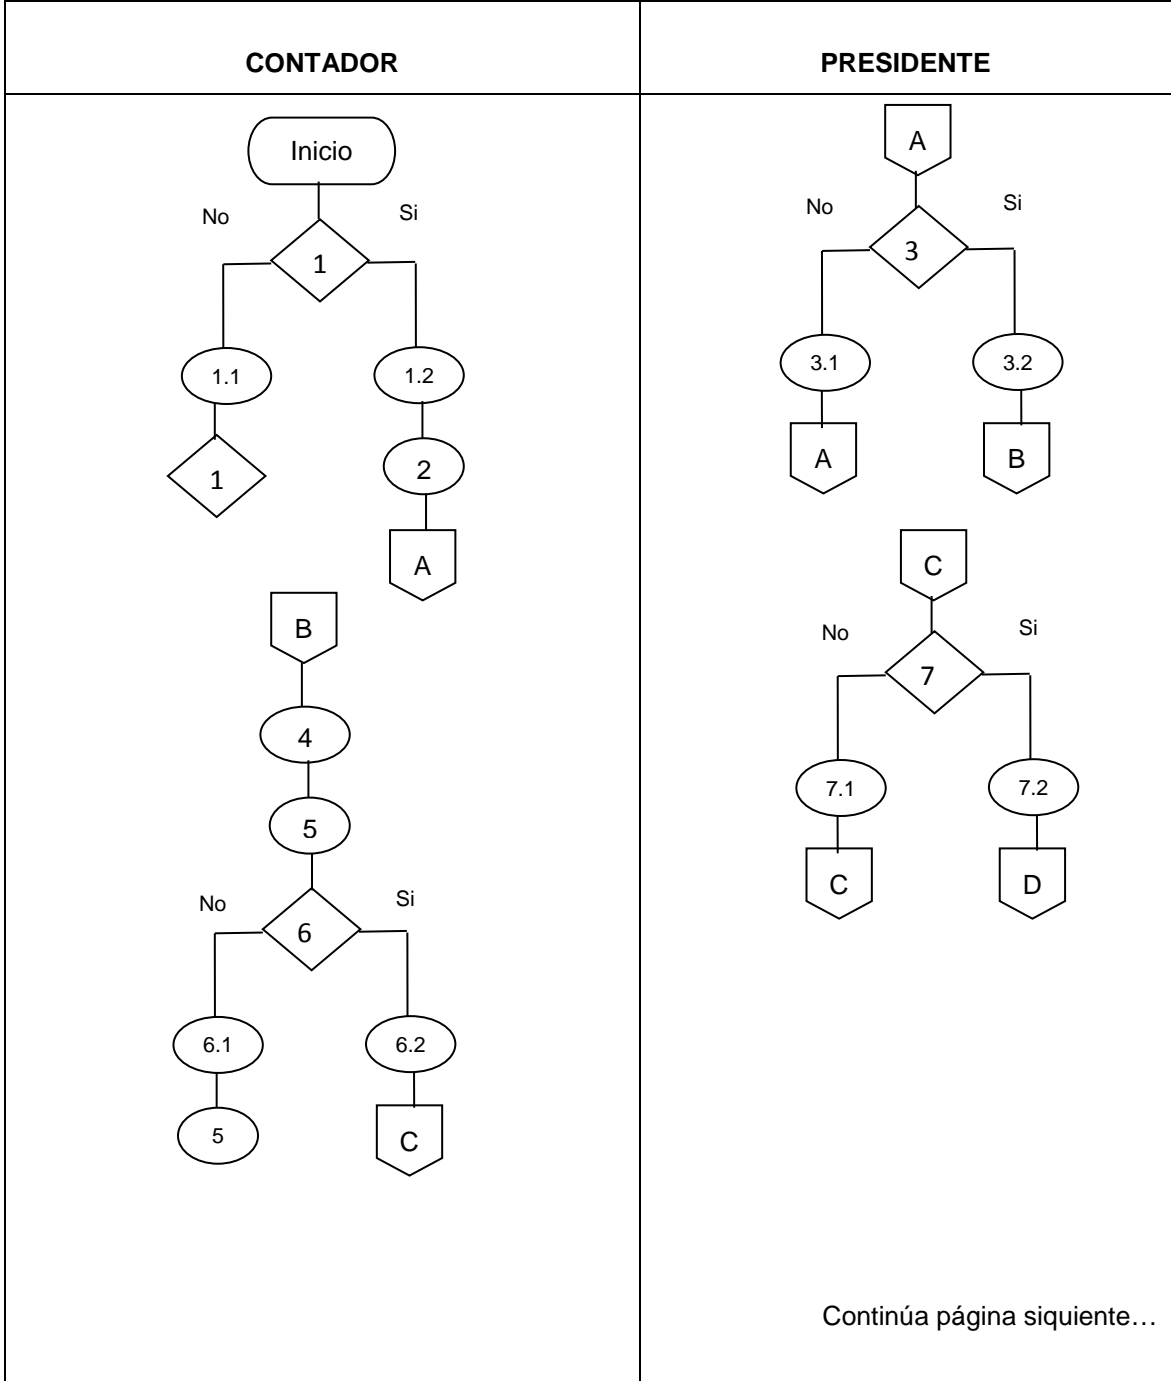 CONTADOR
PRESIDENTE
Inicio
No
Si
1
1.1
1.2
1
2
A
B
4
5
6
No
Si
6.1
6.2
5
C
A
No
Si
3
3.1
3.2
A
B
C
No
Si
7
7.1
7.2
C
D
Continúa página siquiente…